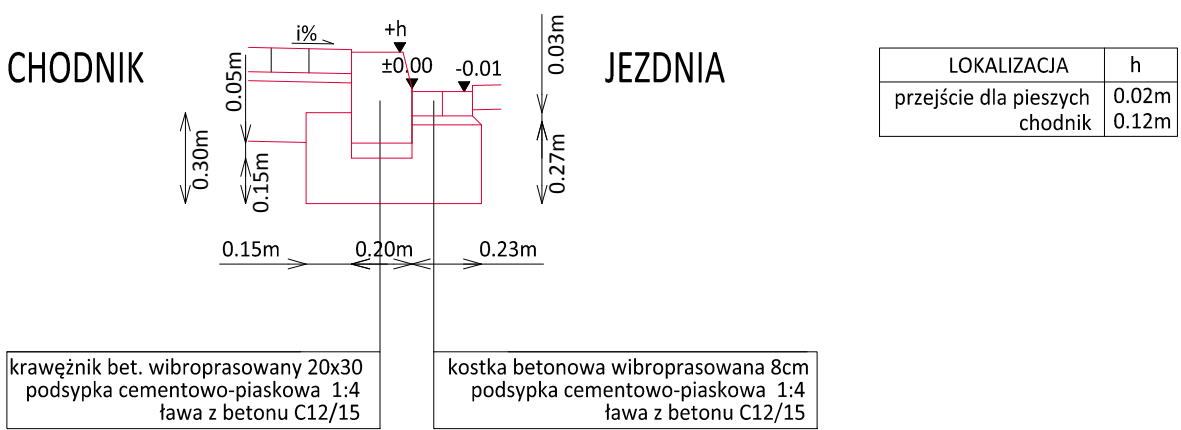 CHODNIK
i%
+h
±0.00
-0.01
0.03m
JEZDNIA
0.05m
0.30m
0.15m
0.27m
0.15m
0.20m
0.23m
krawężnik bet. wibroprasowany 20x30
podsypka cementowo-piaskowa 1:4
ława z betonu C12/15
kostka betonowa wibroprasowana 8cm
podsypka cementowo-piaskowa 1:4
ława z betonu C12/15
LOKALIZACJA h
przejście dla pieszych 0.02m
chodnik 0.12m